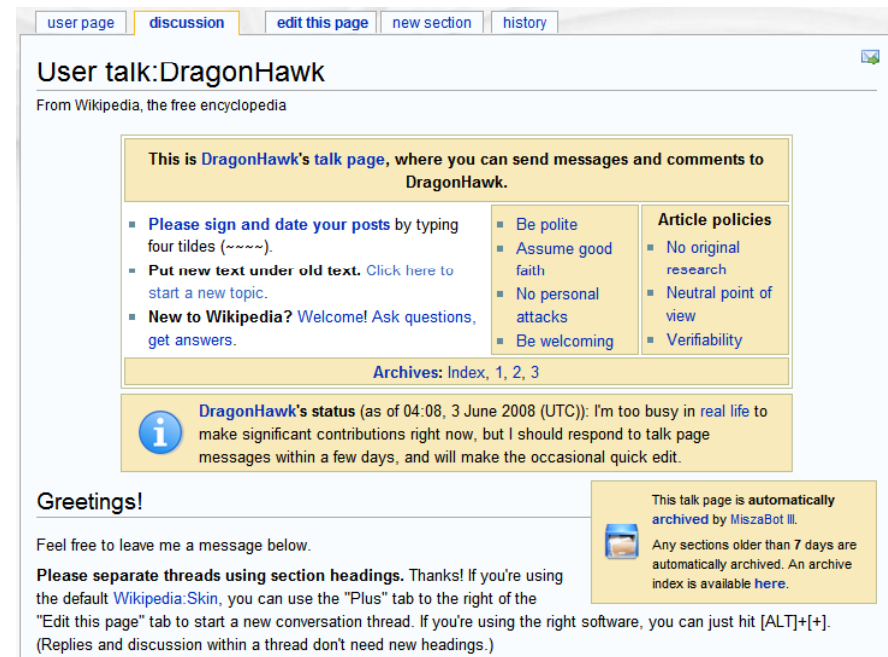 user page discussion edit this page new section history
User talk:DragonHawk
From Wikipedia, the free encyclopedia
This is DragonHawk's talk page, where you can send messages and comments to
DragonHawk.
Please sign and date your posts by typing
four tildes (~~~~).
Put new text under old text. Click here to
start a new topic.
New to Wikipedia? Welcome! Ask questions,
get answers.
Be polite
Assume good
faith
No personal
attacks
Be welcoming
Article policies
No original
research
Neutral point of
view
Verifiability
Archives: Index, 1, 2, 3
DragonHawk's status (as of 04:08, 3 June 2008 (UTC)): I'm too busy in real life to
make significant contributions right now, but I should respond to talk page
messages within a few days, and will make the occasional quick edit.
Greetings!
This talk page is automatically
archived by MiszaBot III.
Any sections older than 7 days are
automatically archived. An archive
index is available here.
Feel free to leave me a message below.
Please separate threads using section headings. Thanks! If you're using
the default Wikipedia:Skin, you can use the "Plus" tab to the right of the
"Edit this page" tab to start a new conversation thread. If you're using the right software, you can just hit [ALT]+[+].
(Replies and discussion within a thread don't need new headings.)